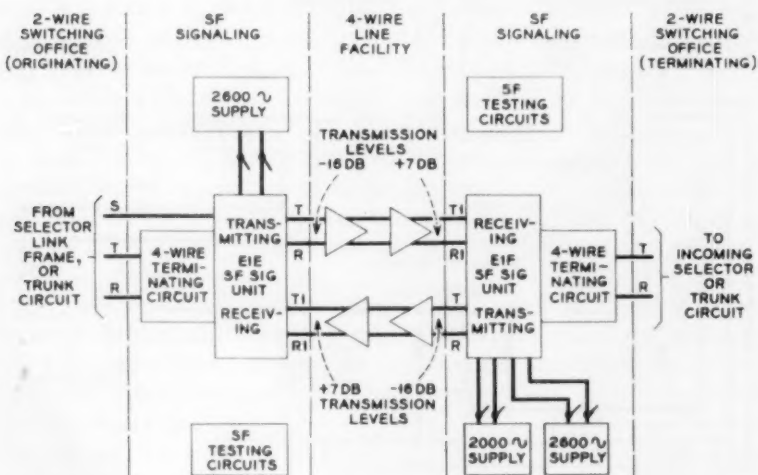 2-WIRE
SWITCHING
OFFICE
(ORIGINATING)
SF
SIGNALING
4-WIRE
LINE
FACILITY
SF
SIGNALING
2-WIRE
SWITCHING
OFFICE
(TERMINATING)
2600 ∿
SUPPLY
SF
TESTING
CIRCUITS
TRANSMISSION
LEVELS
-16 DB
+7 DB
FROM
SELECTOR
LINK
FRAME,
OR
TRUNK
CIRCUIT
S
T
R
4-WIRE
TERMI-
NATING
CIRCUIT
TRANS-
MITTING
E1E
SF SIG
UNIT
RECEIV-
ING
T
R
T1
R1
T1
R1
T
R
RECEIV-
ING
E1F
SF SIG
UNIT
TRANS-
MITTING
4-WIRE
TERMI-
NATING
CIRCUIT
T
R
TO
INCOMING
SELECTOR
OR
TRUNK
CIRCUIT
+7 DB
-16 DB
TRANSMISSION
LEVELS
SF
TESTING
CIRCUITS
2000 ∿
SUPPLY
2600 ∿
SUPPLY